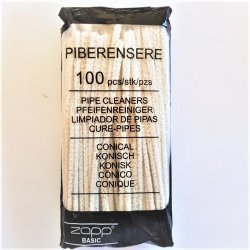 PIBERENSERE
100 pcs/stk/pzs
PIPE CLEANERS
PFEIFENREINIGER
LIMPIADOR DE PIPAS
CURE-PIPES
CONICAL
KONISCH
KONISK
CÓNICO
CONIQUE
zapp
BASIC